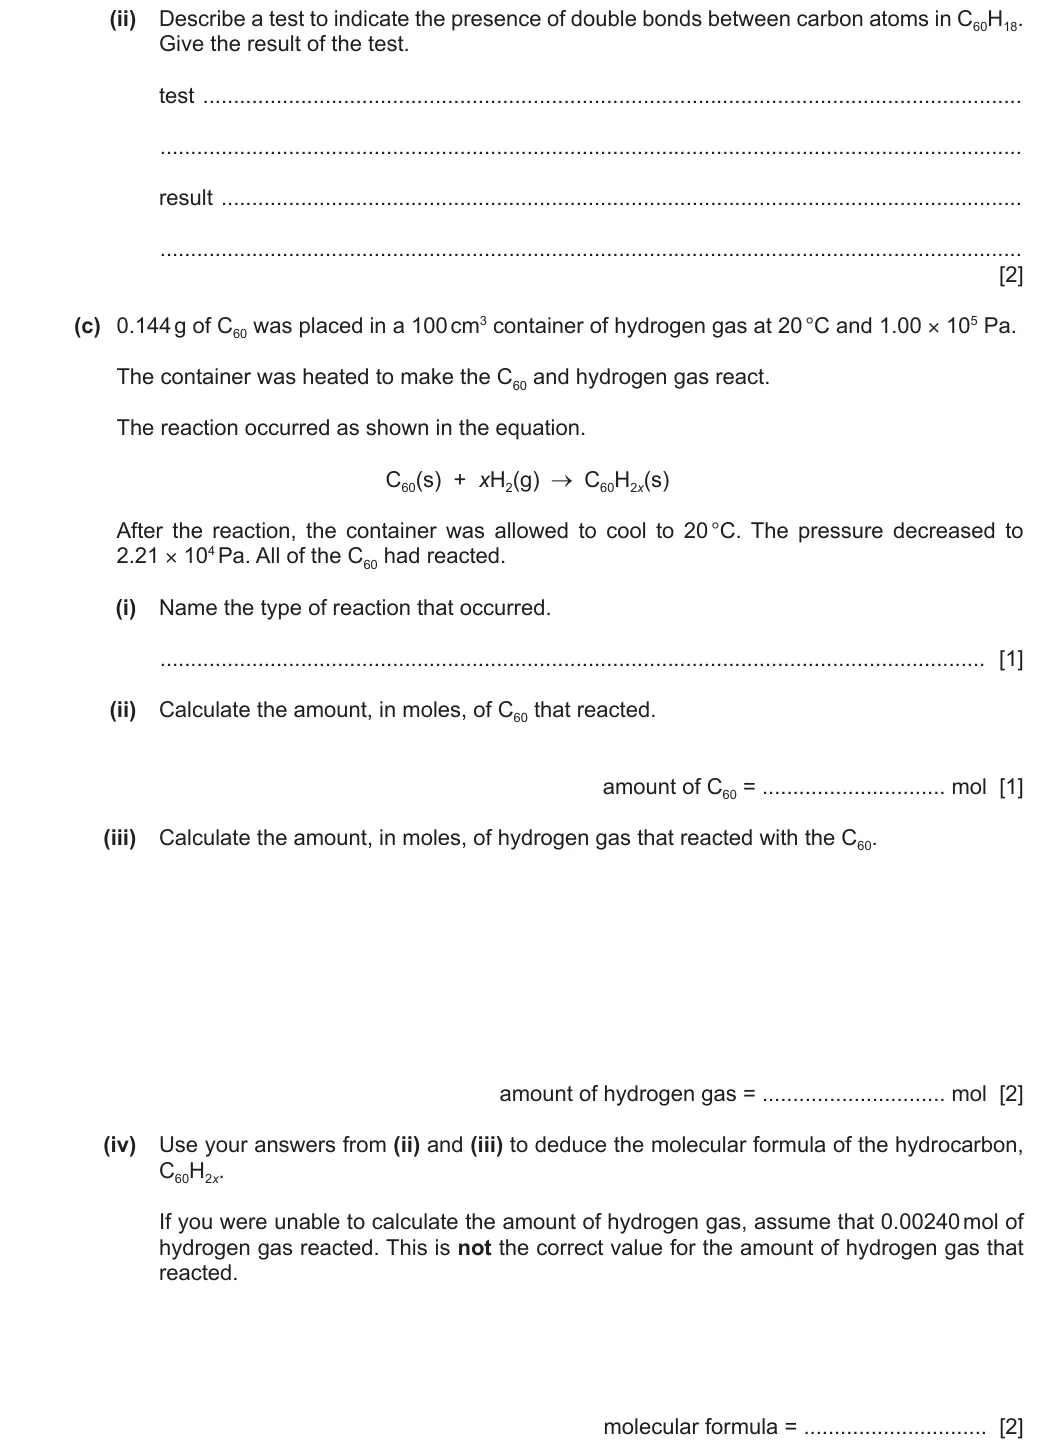 (ii) Describe a test to indicate the presence of double bonds between carbon atoms in C₆₀H₁₈.
Give the result of the test.
test ................................................................................................................................
................................................................................................................................
result ................................................................................................................................
................................................................................................................................
[2]
(c) 0.144 g of C₆₀ was placed in a 100 cm³ container of hydrogen gas at 20 °C and 1.00 × 10⁵ Pa.
The container was heated to make the C₆₀ and hydrogen gas react.
The reaction occurred as shown in the equation.
C₆₀(s) + xH₂(g) → C₆₀H₂ₓ(s)
After the reaction, the container was allowed to cool to 20 °C. The pressure decreased to
2.21 × 10⁴ Pa. All of the C₆₀ had reacted.
(i) Name the type of reaction that occurred.
................................................................................................................................ [1]
(ii) Calculate the amount, in moles, of C₆₀ that reacted.
amount of C₆₀ = .............................. mol [1]
(iii) Calculate the amount, in moles, of hydrogen gas that reacted with the C₆₀.
amount of hydrogen gas = .............................. mol [2]
(iv) Use your answers from (ii) and (iii) to deduce the molecular formula of the hydrocarbon,
C₆₀H₂ₓ.
If you were unable to calculate the amount of hydrogen gas, assume that 0.00240 mol of
hydrogen gas reacted. This is not the correct value for the amount of hydrogen gas that
reacted.
molecular formula = .............................. [2]